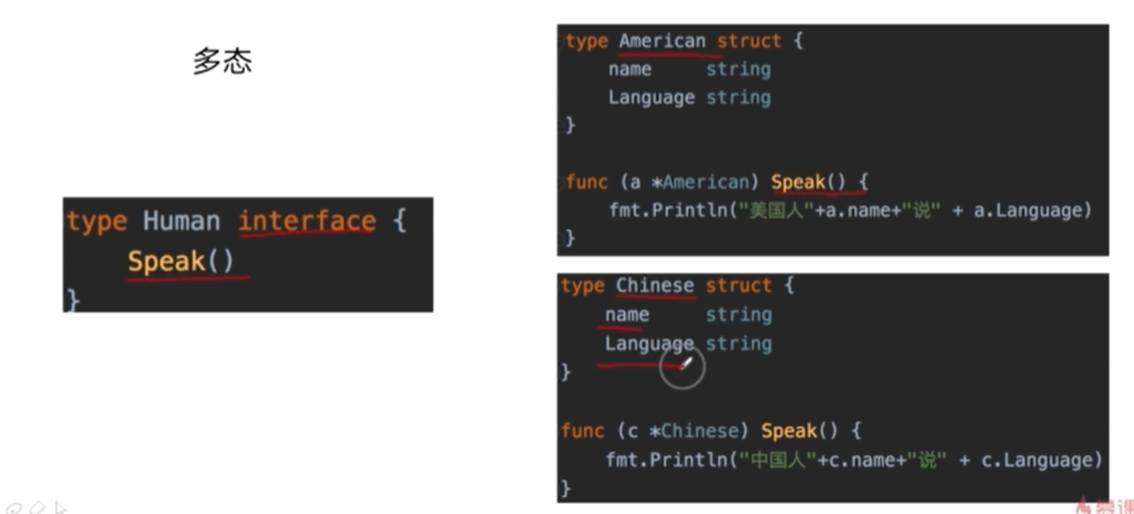 多态
type Human interface {
Speak()
}
type American struct {
name string
Language string
}
func (a *American) Speak() {
fmt.Println("美国人"+a.name+"说" + a.Language)
}
type Chinese struct {
name string
Language string
}
func (c *Chinese) Speak() {
fmt.Println("中国人"+c.name+"说" + c.Language)
}
慕课